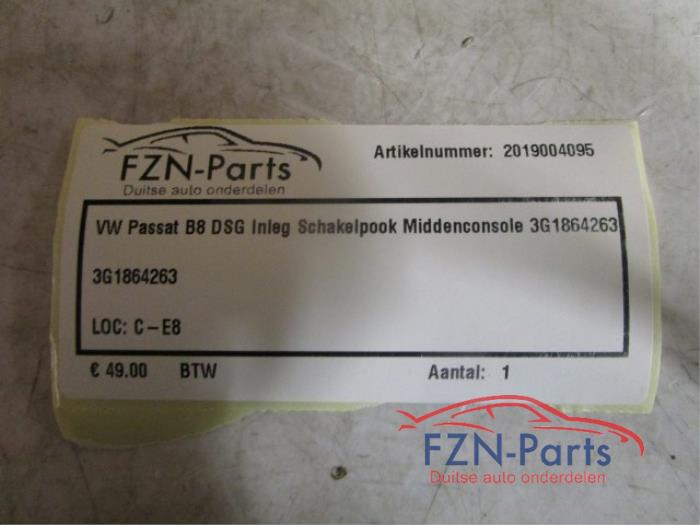 FZN-Parts
Duitse auto onderdelen
Artikelnummer: 2019004095
VW Passat B8 DSG Inleg Schakelpook Middenconsole 3G1864263
3G1864263
LOC: C-E8
€ 49.00 BTW Aantal: 1
FZN-Parts
Duitse auto onderdelen